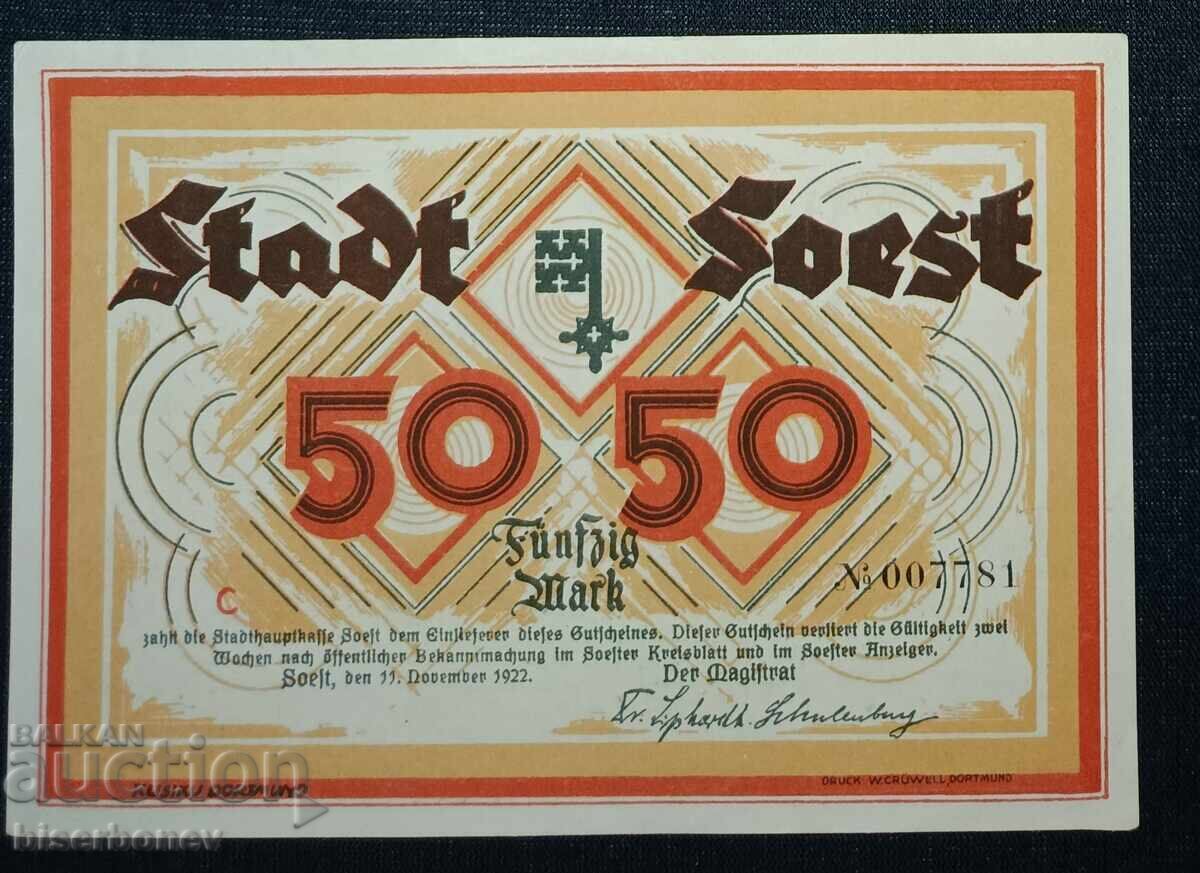 Stadt Soest
50 50
Fünfzig
Mark
№ 007781
C
zahlt die Stadthauptkasse Soest dem Einlieferer dieses Gutscheines. Dieser Gutschein verliert die Gültigkeit zwei
Wochen nach öffentlicher Bekanntmachung im Soester Kreisblatt und im Soester Anzeiger.
Soest, den 11. November 1922. Der Magistrat
Schulenburg
DRUCK W. CRÜWELL, DORTMUND
BALKAN
auction
biserbonev